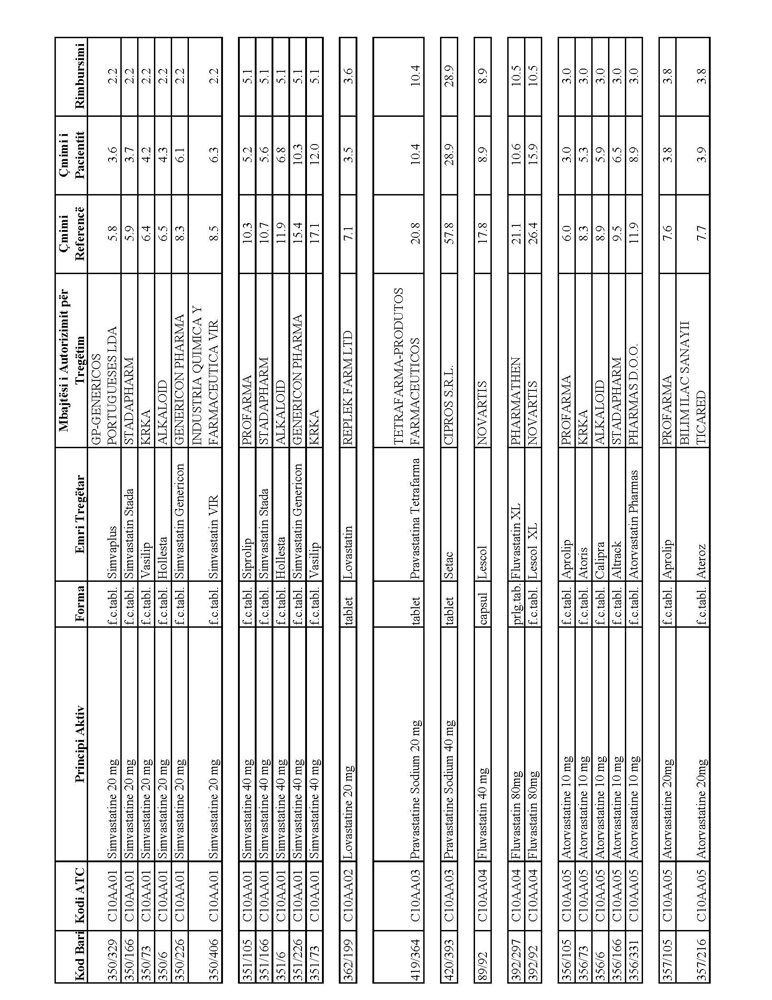 Kod Bari Kodi ATC Principi Aktiv Forma Emri Tregëtar Mbajtësi i Autorizimit për Tregëtim Çmimi Referencë Çmimi i Pacientit Rimbursimi
350/329 C10AA01 Simvastatine 20 mg f.c.tabl. Simvaplus GP-GENERICOS PORTUGUESES LDA 5.8 3.6 2.2
350/166 C10AA01 Simvastatine 20 mg f.c.tabl. Simvastatin Stada STADAPHARM 5.9 3.7 2.2
350/73 C10AA01 Simvastatine 20 mg f.c.tabl. Vasilip KRKA 6.4 4.2 2.2
350/6 C10AA01 Simvastatine 20 mg f.c.tabl. Hollesta ALKALOID 6.5 4.3 2.2
350/226 C10AA01 Simvastatine 20 mg f.c.tabl. Simvastatin Genericon GENERICON PHARMA 8.3 6.1 2.2
350/406 C10AA01 Simvastatine 20 mg f.c.tabl. Simvastatin VIR INDUSTRIA QUIMICA Y FARMACEUTICA VIR 8.5 6.3 2.2
351/105 C10AA01 Simvastatine 40 mg f.c.tabl. Siprolip PROFARMA 10.3 5.2 5.1
351/166 C10AA01 Simvastatine 40 mg f.c.tabl. Simvastatin Stada STADAPHARM 10.7 5.6 5.1
351/6 C10AA01 Simvastatine 40 mg f.c.tabl. Hollesta ALKALOID 11.9 6.8 5.1
351/226 C10AA01 Simvastatine 40 mg f.c.tabl. Simvastatin Genericon GENERICON PHARMA 15.4 10.3 5.1
351/73 C10AA01 Simvastatine 40 mg f.c.tabl. Vasilip KRKA 17.1 12.0 5.1
362/199 C10AA02 Lovastatine 20 mg tablet Lovastatin REPLEK FARM LTD 7.1 3.5 3.6
419/364 C10AA03 Pravastatine Sodium 20 mg tablet Pravastatina Tetrafarma TETRAFARMA-PRODUTOS FARMACEUTICOS 20.8 10.4 10.4
420/393 C10AA03 Pravastatine Sodium 40 mg tablet Setac CIPROS S.R.L. 57.8 28.9 28.9
89/92 C10AA04 Fluvastatin 40 mg capsul Lescol NOVARTIS 17.8 8.9 8.9
392/297 C10AA04 Fluvastatin 80mg prlg.tab. Fluvastatin XL PHARMATHEN 21.1 10.6 10.5
392/92 C10AA04 Fluvastatin 80mg f.c.tabl. Lescol XL NOVARTIS 26.4 15.9 10.5
356/105 C10AA05 Atorvastatine 10 mg f.c.tabl. Aprolip PROFARMA 6.0 3.0 3.0
356/73 C10AA05 Atorvastatine 10 mg f.c.tabl. Atoris KRKA 8.3 5.3 3.0
356/6 C10AA05 Atorvastatine 10 mg f.c.tabl. Calipra ALKALOID 8.9 5.9 3.0
356/166 C10AA05 Atorvastatine 10 mg f.c.tabl. Altrack STADAPHARM 9.5 6.5 3.0
356/331 C10AA05 Atorvastatine 10 mg f.c.tabl. Atorvastatin Pharmas PHARMAS D.O.O. 11.9 8.9 3.0
357/105 C10AA05 Atorvastatine 20mg f.c.tabl. Aprolip PROFARMA 7.6 3.8 3.8
357/216 C10AA05 Atorvastatine 20mg f.c.tabl. Ateroz BILIM ILAC SANAYII TICARED 7.7 3.9 3.8